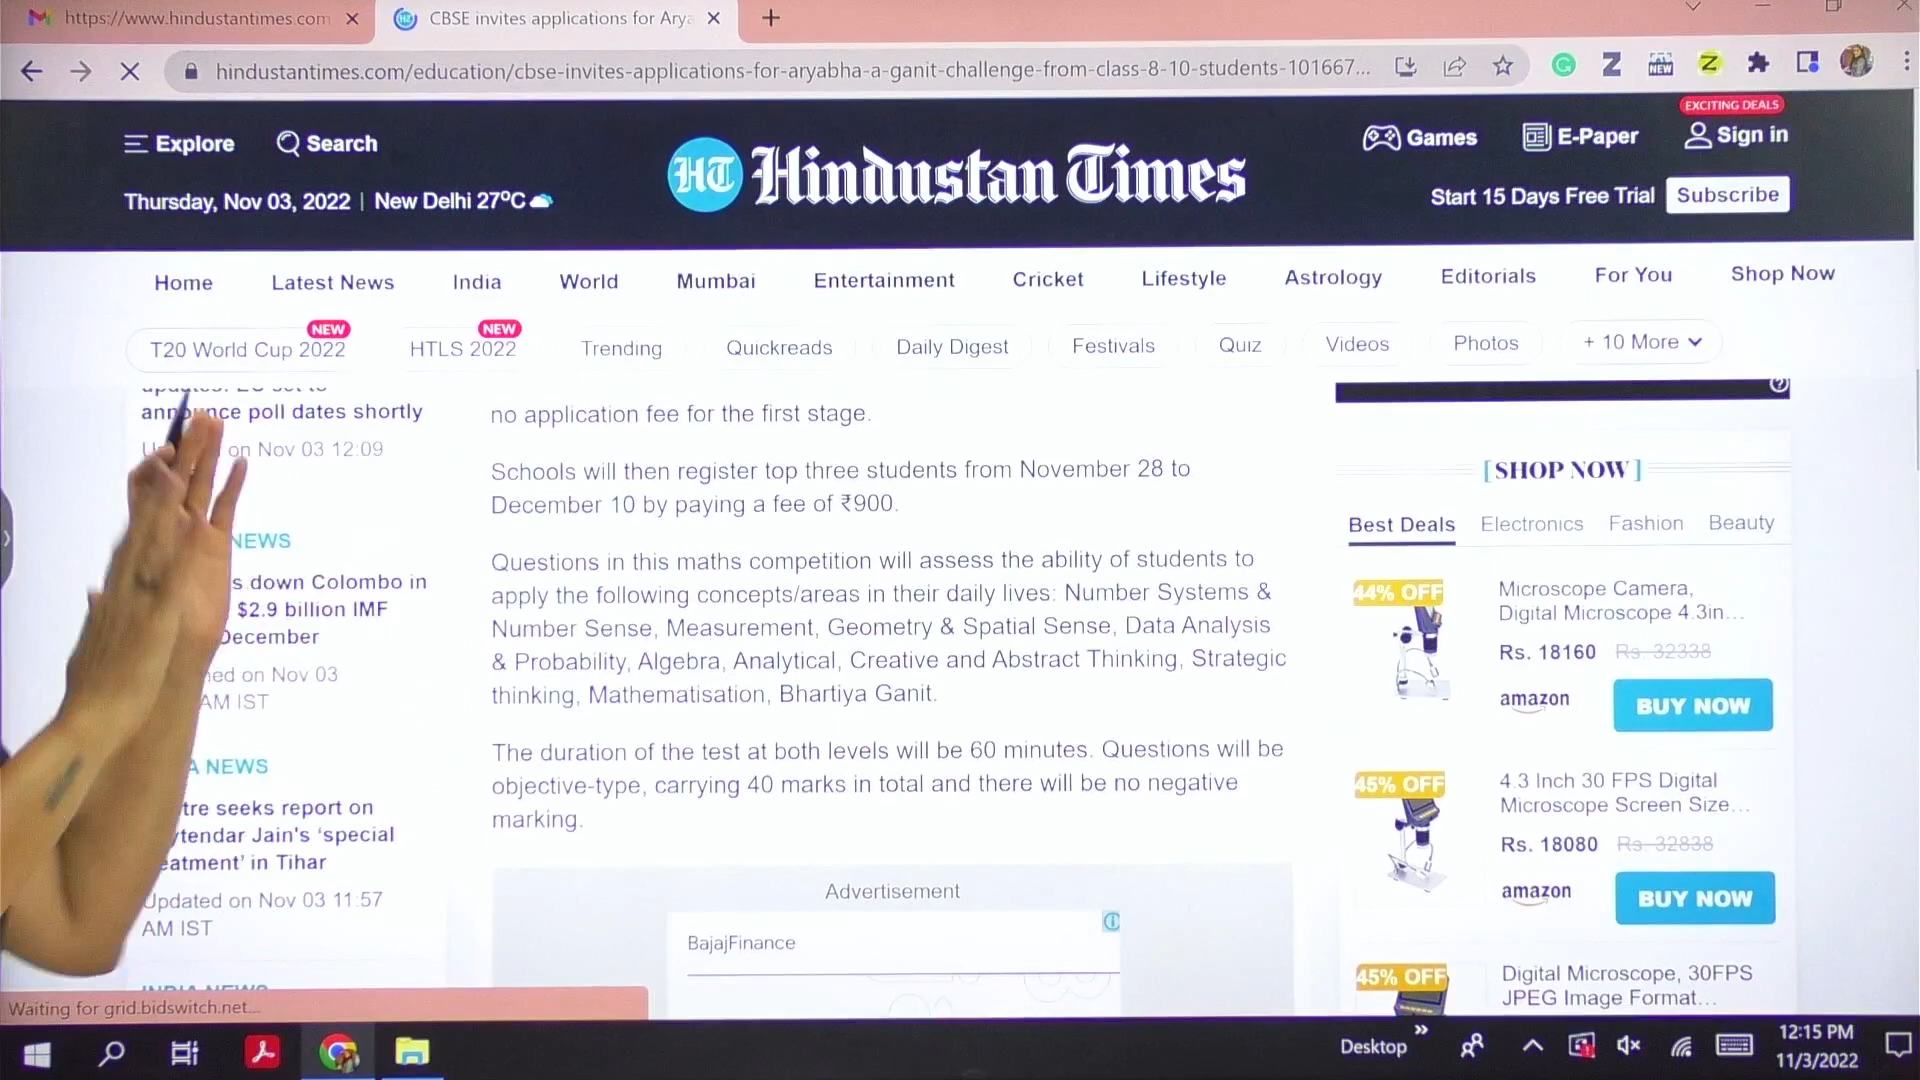 https://www.hindustantimes.com
CBSE invites applications for Arya
hindustantimes.com/education/cbse-invites-applications-for-aryabha-a-ganit-challenge-from-class-8-10-students-101667...
Explore
Search
HT Hindustan Times
EXCITING DEALS
Games
E-Paper
Sign in
Thursday, Nov 03, 2022 | New Delhi 27ºC
Start 15 Days Free Trial
Subscribe
Home
Latest News
India
World
Mumbai
Entertainment
Cricket
Lifestyle
Astrology
Editorials
For You
Shop Now
NEW
T20 World Cup 2022
NEW
HTLS 2022
Trending
Quickreads
Daily Digest
Festivals
Quiz
Videos
Photos
+ 10 More
poll dates shortly
on Nov 03 12:09
NEWS
down Colombo in
$2.9 billion IMF
December
on Nov 03
AM IST
NEWS
seeks report on
Jain's ‘special
in Tihar
Updated on Nov 03 11:57
AM IST
no application fee for the first stage.
Schools will then register top three students from November 28 to
December 10 by paying a fee of ₹900.
Questions in this maths competition will assess the ability of students to
apply the following concepts/areas in their daily lives: Number Systems &
Number Sense, Measurement, Geometry & Spatial Sense, Data Analysis
& Probability, Algebra, Analytical, Creative and Abstract Thinking, Strategic
thinking, Mathematisation, Bhartiya Ganit.
The duration of the test at both levels will be 60 minutes. Questions will be
objective-type, carrying 40 marks in total and there will be no negative
marking.
Advertisement
BajajFinance
[SHOP NOW]
Best Deals
Electronics
Fashion
Beauty
44% OFF
Microscope Camera,
Digital Microscope 4.3in...
Rs. 18160 Rs. 32338
amazon
BUY NOW
45% OFF
4.3 Inch 30 FPS Digital
Microscope Screen Size...
Rs. 18080 Rs. 32838
amazon
BUY NOW
45% OFF
Digital Microscope, 30FPS
JPEG Image Format...
Waiting for grid.bidswitch.net...
Desktop
12:15 PM
11/3/2022